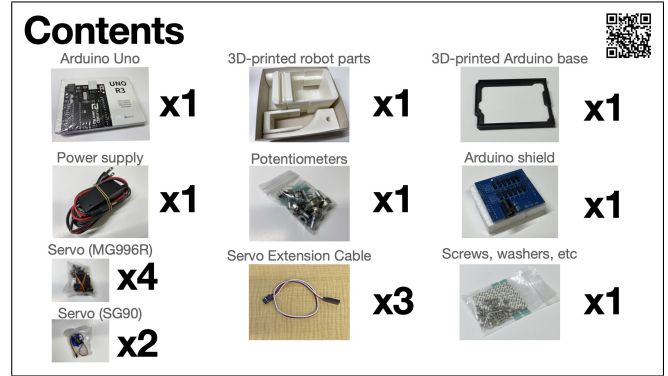 Contents
Arduino Uno
3D-printed robot parts
3D-printed Arduino base
UNO
R3
x1
x1
x1
Power supply
Potentiometers
Arduino shield
x1
x1
x1
Servo (MG996R)
Servo Extension Cable
Screws, washers, etc
x4
x3
x1
Servo (SG90)
x2